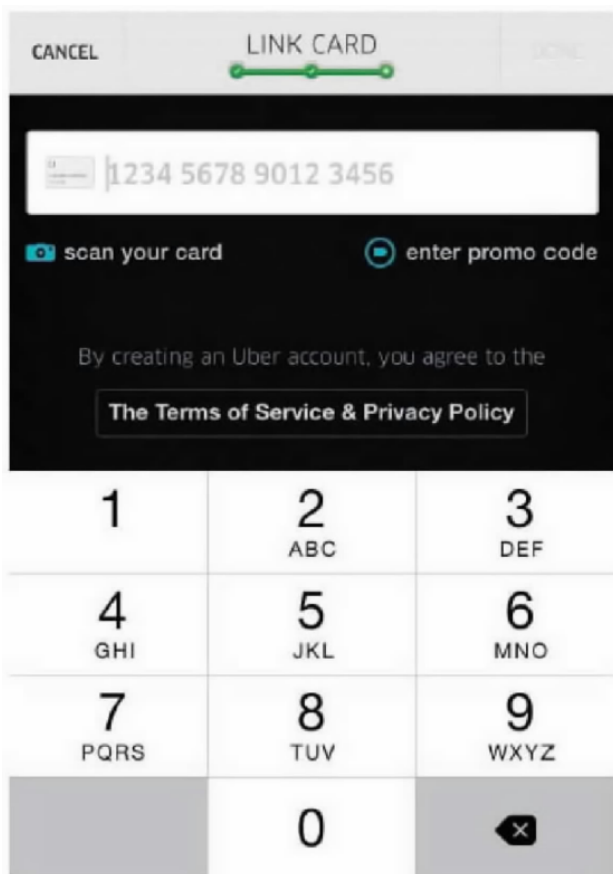 CANCEL
LINK CARD
DONE
1234 5678 9012 3456
scan your card
enter promo code
By creating an Uber account, you agree to the
The Terms of Service & Privacy Policy
1
2
ABC
3
DEF
4
GHI
5
JKL
6
MNO
7
PQRS
8
TUV
9
WXYZ
0